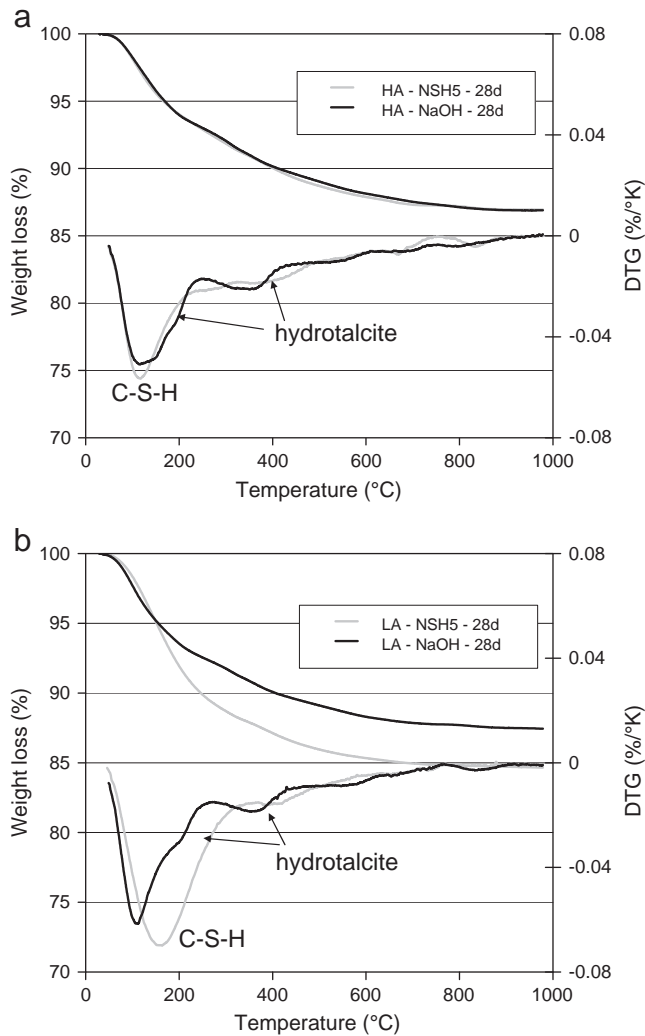 a
100
95
90
85
80
75
70
Weight loss (%)
0.08
0.04
0
-0.04
-0.08
DTG (%/°K)
HA - NSH5 - 28d
HA - NaOH - 28d
hydrotalcite
C-S-H
0 200 400 600 800 1000
Temperature (°C)
b
100
95
90
85
80
75
70
Weight loss (%)
0.08
0.04
0
-0.04
-0.08
DTG (%/°K)
LA - NSH5 - 28d
LA - NaOH - 28d
hydrotalcite
C-S-H
0 200 400 600 800 1000
Temperature (°C)